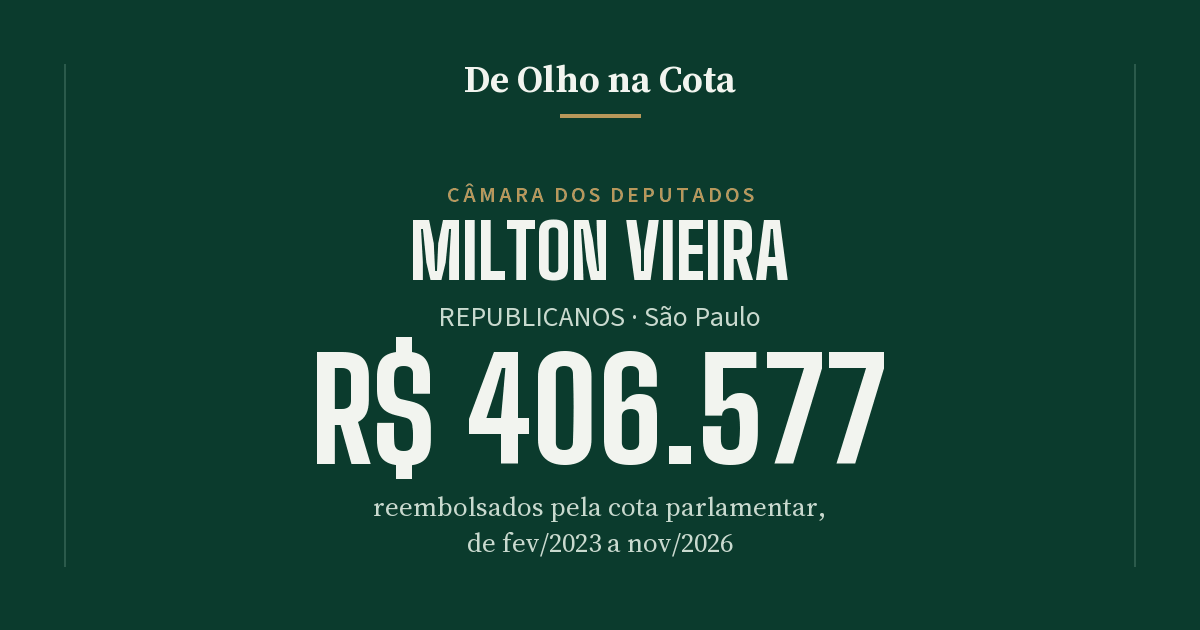 De Olho na Cota
CÂMARA DOS DEPUTADOS
MILTON VIEIRA
REPUBLICANOS · São Paulo
R$ 406.577
reembolsados pela cota parlamentar,
de fev/2023 a nov/2026